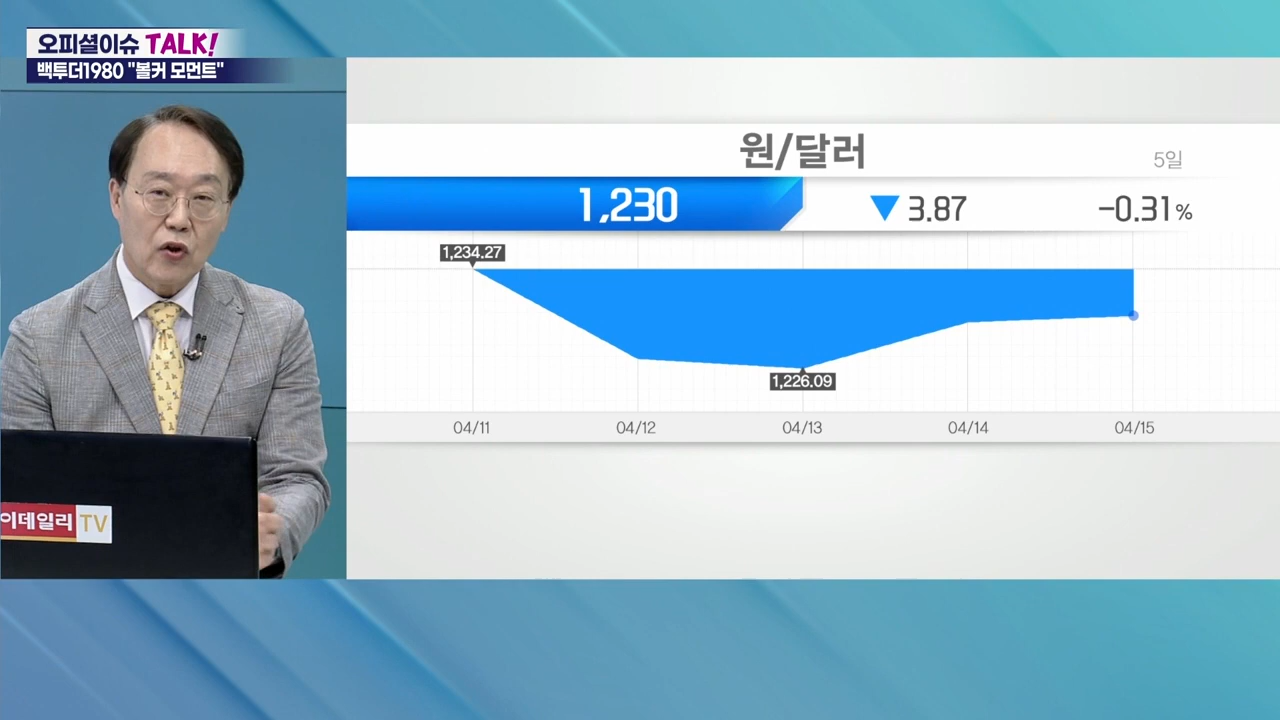 오피셜이슈 TALK!
백투더1980 "볼커 모먼트"
원/달러
5일
1,230
▼ 3.87
-0.31%
1,234.27
1,226.09
04/11
04/12
04/13
04/14
04/15
이데일리 TV